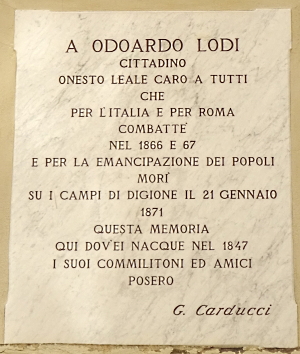 A ODOARDO LODI
CITTADINO
ONESTO LEALE CARO A TUTTI
CHE
PER L'ITALIA E PER ROMA
COMBATTÉ
NEL 1866 E 67
E PER LA EMANCIPAZIONE DEI POPOLI
MORÌ
SU I CAMPI DI DIGIONE IL 21 GENNAIO
1871
QUESTA MEMORIA
QUI DOV'EI NACQUE NEL 1847
I SUOI COMMILITONI ED AMICI
POSERO
G. Carducci